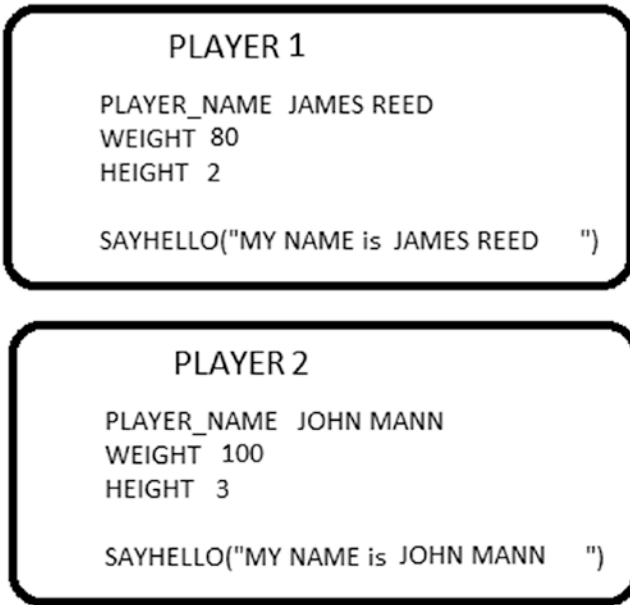 PLAYER 1
PLAYER_NAME JAMES REED
WEIGHT 80
HEIGHT 2
SAYHELLO("MY NAME is JAMES REED ")
PLAYER 2
PLAYER_NAME JOHN MANN
WEIGHT 100
HEIGHT 3
SAYHELLO("MY NAME is JOHN MANN ")